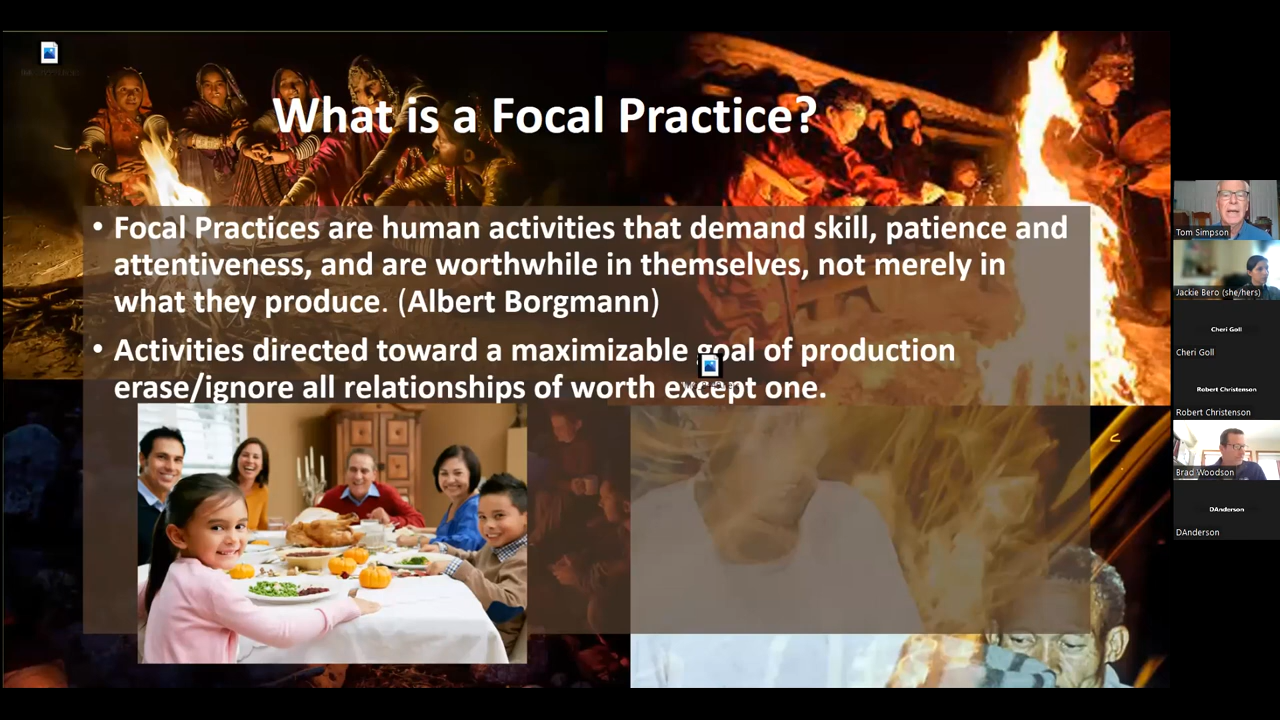 What is a Focal Practice?
• Focal Practices are human activities that demand skill, patience and
attentiveness, and are worthwhile in themselves, not merely in
what they produce. (Albert Borgmann)
• Activities directed toward a maximizable goal of production
erase/ignore all relationships of worth except one.
Tom Simpson
Jackie Bero (she/hers)
Cheri Goll
Cheri Goll
Robert Christenson
Robert Christenson
Brad Woodson
DAnderson
DAnderson